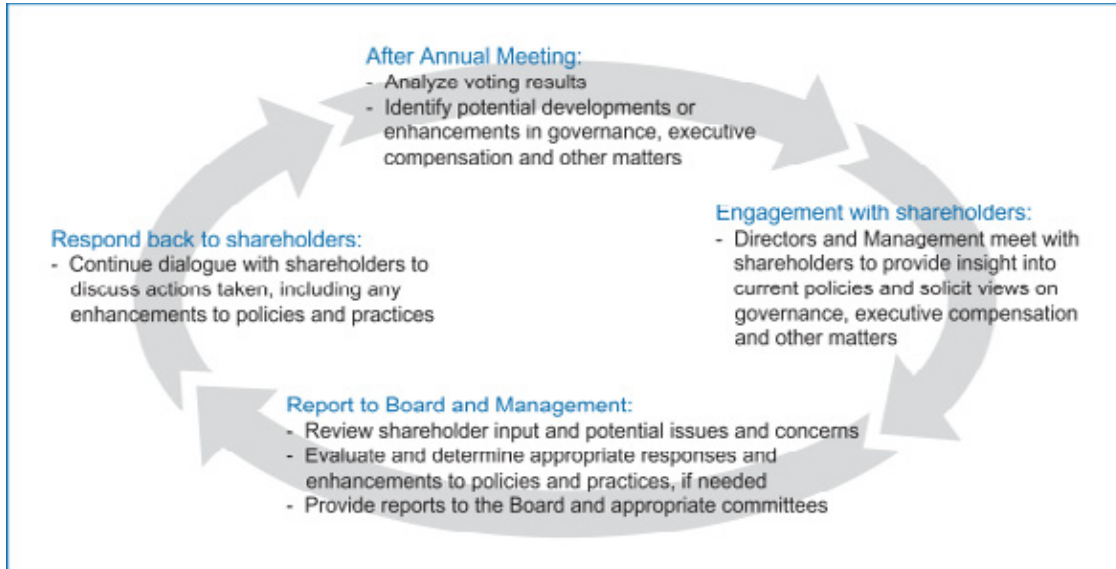 After Annual Meeting:
- Analyze voting results
- Identify potential developments or
enhancements in governance, executive
compensation and other matters
Engagement with shareholders:
- Directors and Management meet with
shareholders to provide insight into
current policies and solicit views on
governance, executive compensation
and other matters
Report to Board and Management:
- Review shareholder input and potential issues and concerns
- Evaluate and determine appropriate responses and
enhancements to policies and practices, if needed
- Provide reports to the Board and appropriate committees
Respond back to shareholders:
- Continue dialogue with shareholders to
discuss actions taken, including any
enhancements to policies and practices